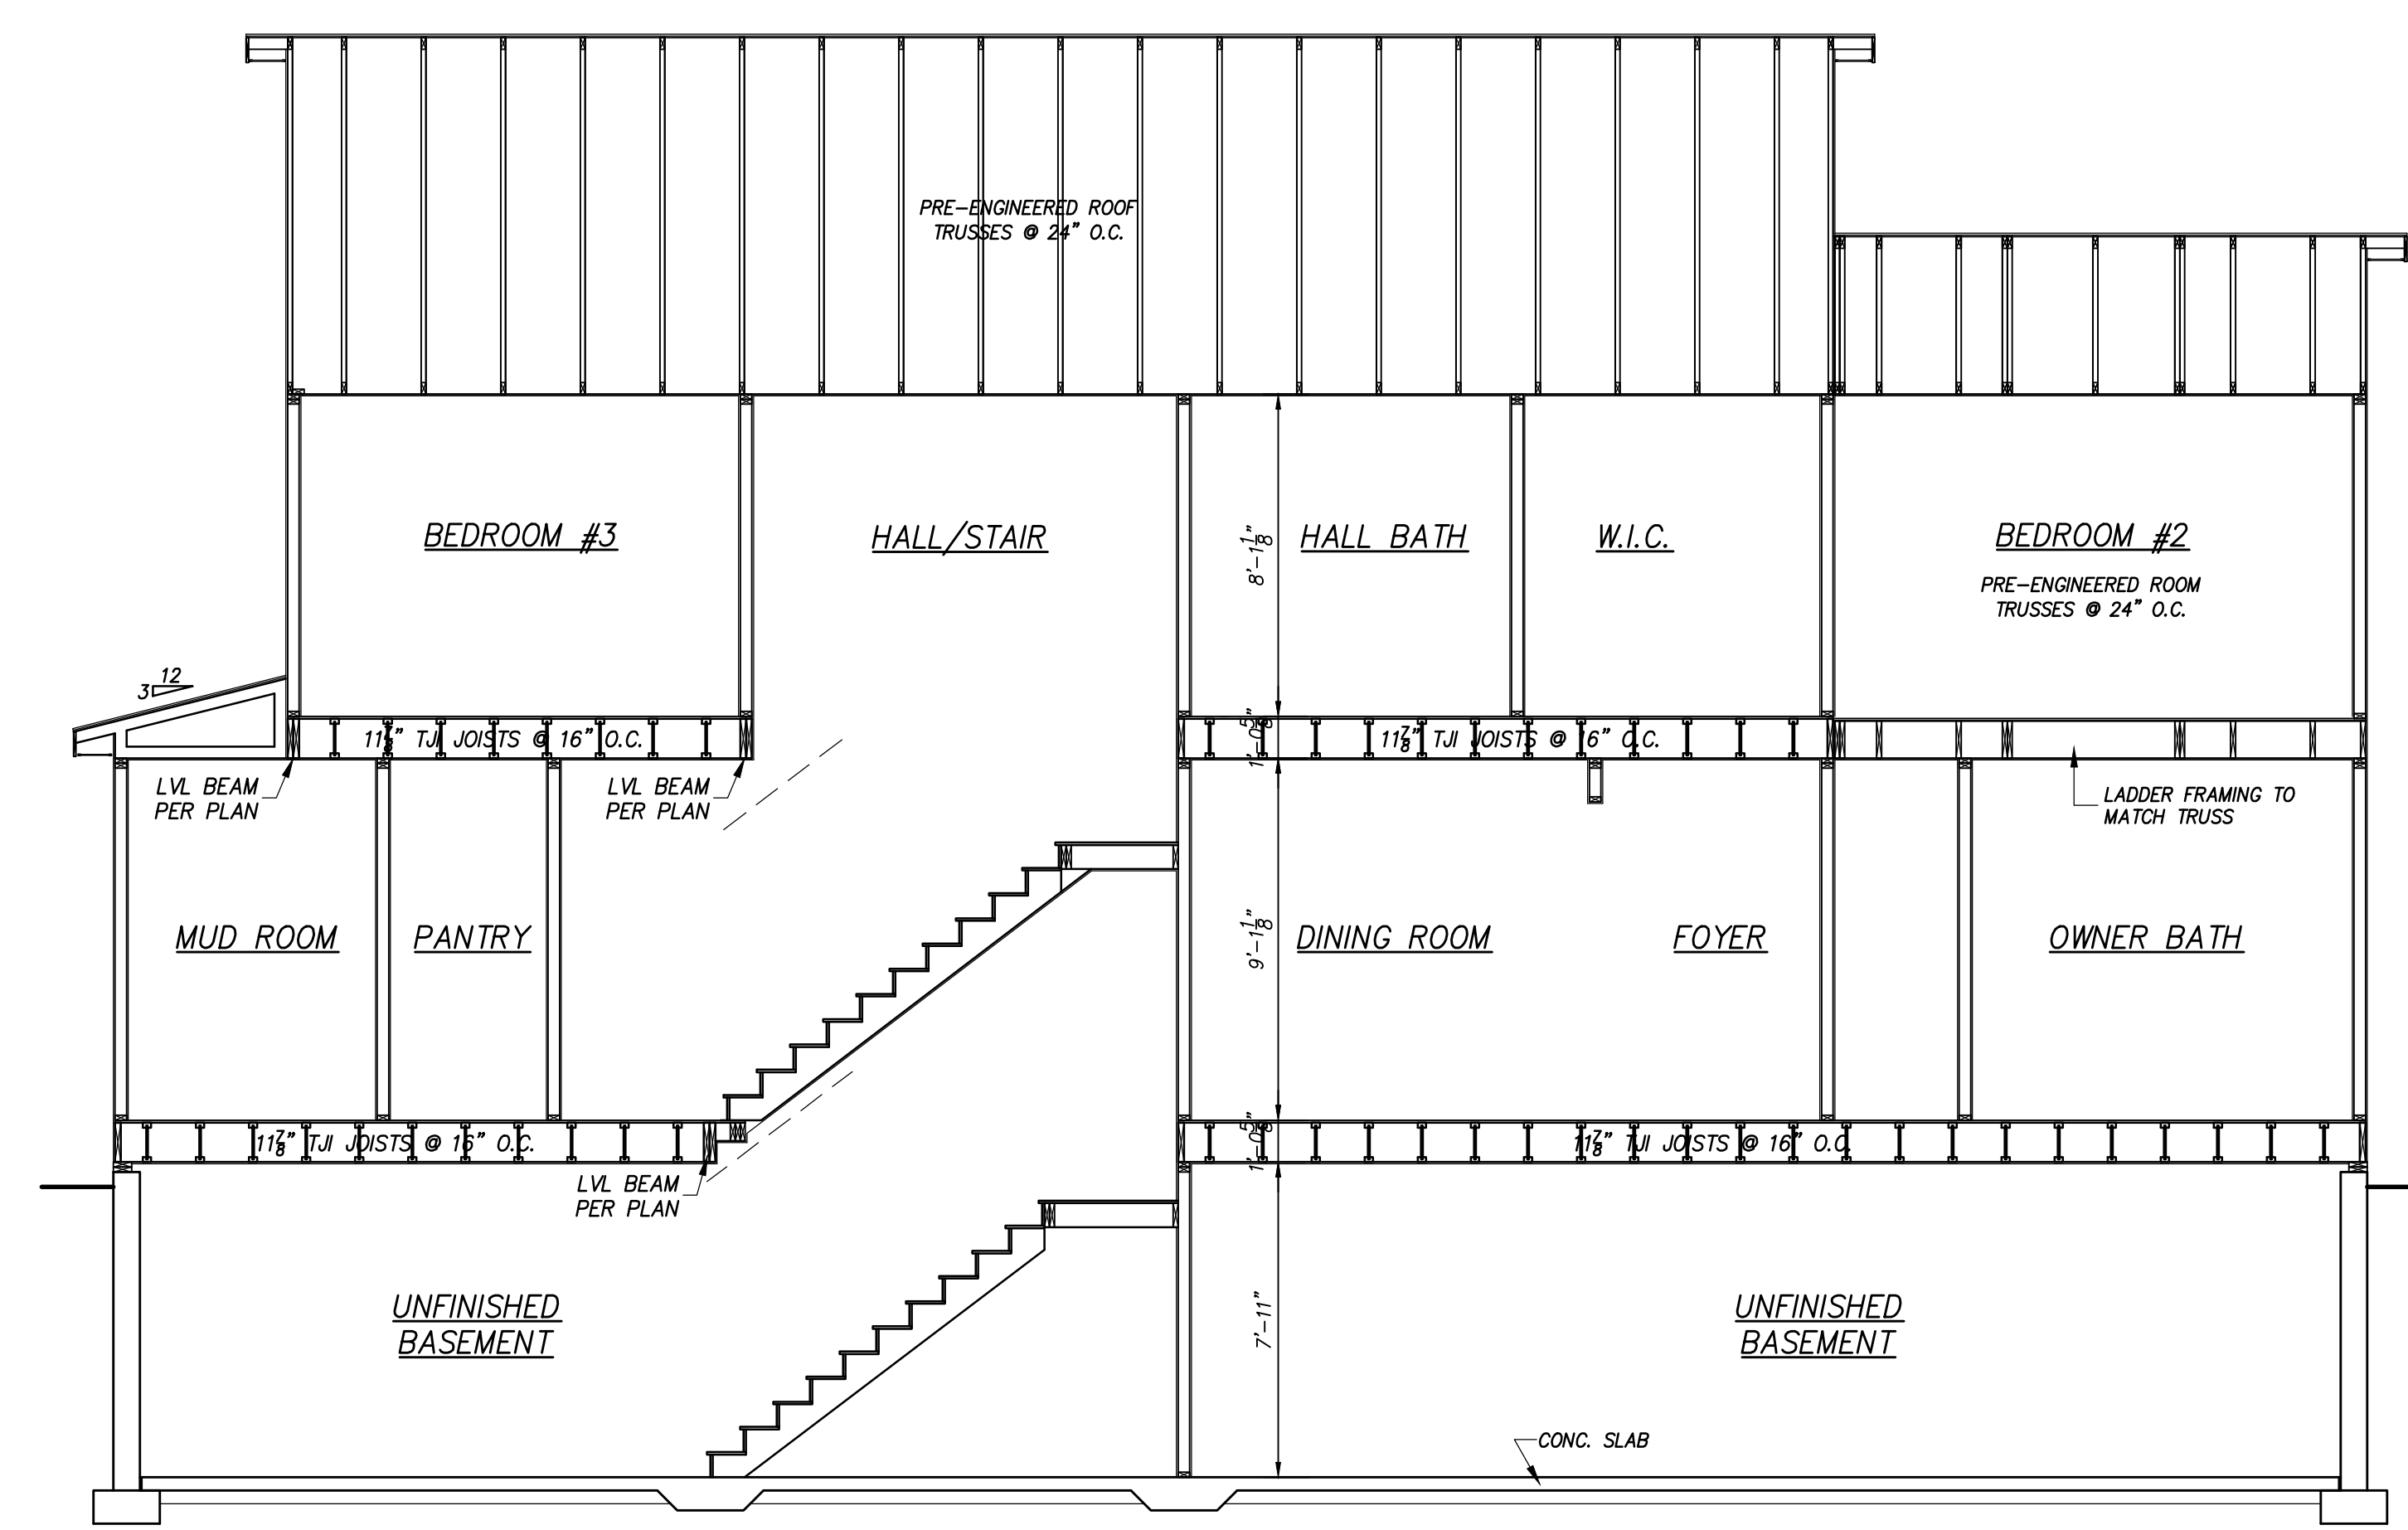 PRE-ENGINEERED ROOF
TRUSSES @ 24" O.C.
BEDROOM #3
HALL/STAIR
8'-1 1/8"
HALL BATH
W.I.C.
BEDROOM #2
PRE-ENGINEERED ROOM
TRUSSES @ 24" O.C.
12
3
11 7/8" TJI JOISTS @ 16" O.C.
1'-0 5/8"
11 7/8" TJI JOISTS @ 16" O.C.
LVL BEAM
PER PLAN
LVL BEAM
PER PLAN
LADDER FRAMING TO
MATCH TRUSS
MUD ROOM
PANTRY
9'-1 1/8"
DINING ROOM
FOYER
OWNER BATH
11 7/8" TJI JOISTS @ 16" O.C.
1'-0 5/8"
11 7/8" TJI JOISTS @ 16" O.C.
LVL BEAM
PER PLAN
UNFINISHED
BASEMENT
7'-11"
UNFINISHED
BASEMENT
CONC. SLAB